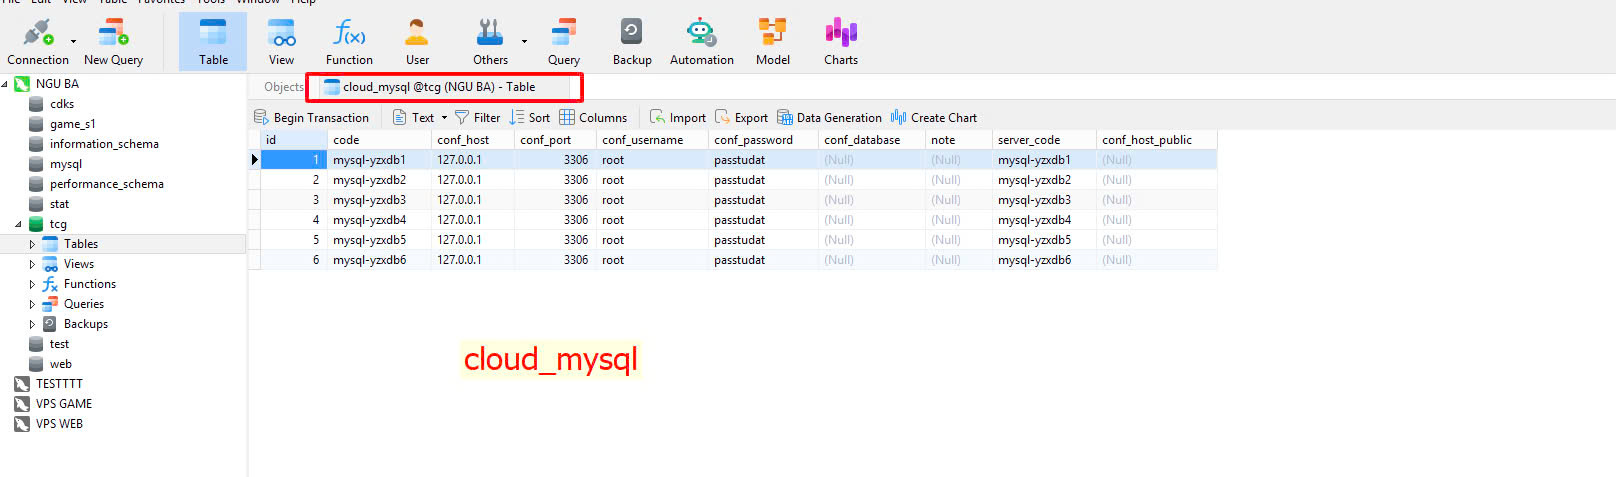 File Edit View Table Favorites Tools Window Help
Connection New Query Table View Function User Others Query Backup Automation Model Charts
NGU BA
cdks
game_s1
information_schema
mysql
performance_schema
stat
tcg
Tables
Views
Functions
Queries
Backups
test
web
TESTTTT
VPS GAME
VPS WEB
Objects cloud_mysql @tcg (NGU BA) - Table
Begin Transaction Text Filter Sort Columns Import Export Data Generation Create Chart
id code conf_host conf_port conf_username conf_password conf_database note server_code conf_host_public
1 mysql-yzxdb1 127.0.0.1 3306 root passtudat (Null) (Null) mysql-yzxdb1 (Null)
2 mysql-yzxdb2 127.0.0.1 3306 root passtudat (Null) (Null) mysql-yzxdb2 (Null)
3 mysql-yzxdb3 127.0.0.1 3306 root passtudat (Null) (Null) mysql-yzxdb3 (Null)
4 mysql-yzxdb4 127.0.0.1 3306 root passtudat (Null) (Null) mysql-yzxdb4 (Null)
5 mysql-yzxdb5 127.0.0.1 3306 root passtudat (Null) (Null) mysql-yzxdb5 (Null)
6 mysql-yzxdb6 127.0.0.1 3306 root passtudat (Null) (Null) mysql-yzxdb6 (Null)
cloud_mysql